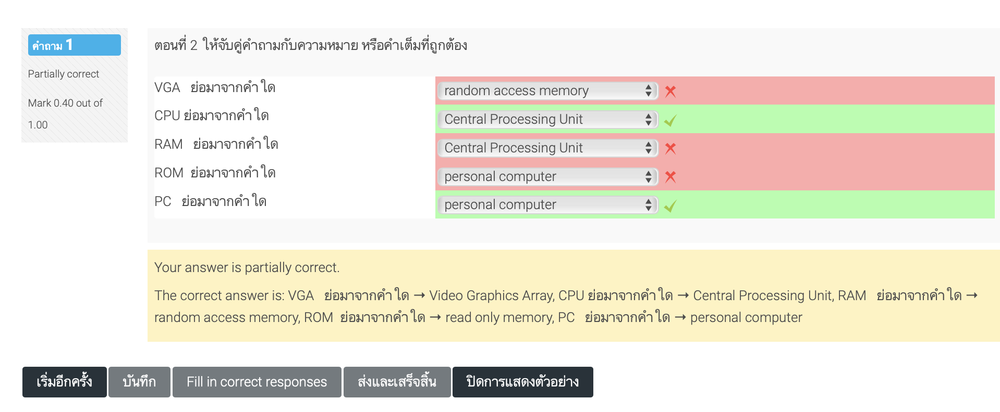 คำถาม 1
Partially correct
Mark 0.40 out of
1.00
ตอนที่ 2 ให้จับคู่คำถามกับความหมาย หรือคำเต็มที่ถูกต้อง
VGA ย่อมาจากคำ ใด random access memory
CPU ย่อมาจากคำ ใด Central Processing Unit
RAM ย่อมาจากคำ ใด Central Processing Unit
ROM ย่อมาจากคำ ใด personal computer
PC ย่อมาจากคำ ใด personal computer
Your answer is partially correct.
The correct answer is: VGA ย่อมาจากคำ ใด → Video Graphics Array, CPU ย่อมาจากคำ ใด → Central Processing Unit, RAM ย่อมาจากคำ ใด →
random access memory, ROM ย่อมาจากคำ ใด → read only memory, PC ย่อมาจากคำ ใด → personal computer
เริ่มอีกครั้ง บันทึก Fill in correct responses ส่งและเสร็จสิ้น ปิดการแสดงตัวอย่าง